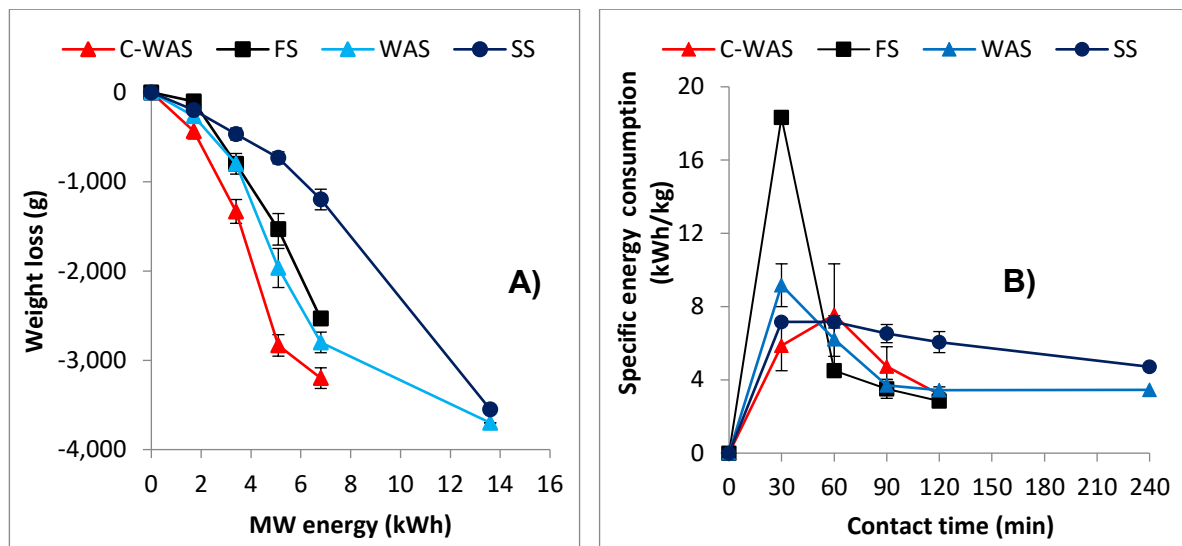 C-WAS FS WAS SS
0
-1,000
-2,000
-3,000
-4,000
Weight loss (g)
A)
0 2 4 6 8 10 12 14 16
MW energy (kWh)
C-WAS FS WAS SS
20
16
12
8
4
0
Specific energy consumption
(kWh/kg)
B)
0 30 60 90 120 150 180 210 240
Contact time (min)